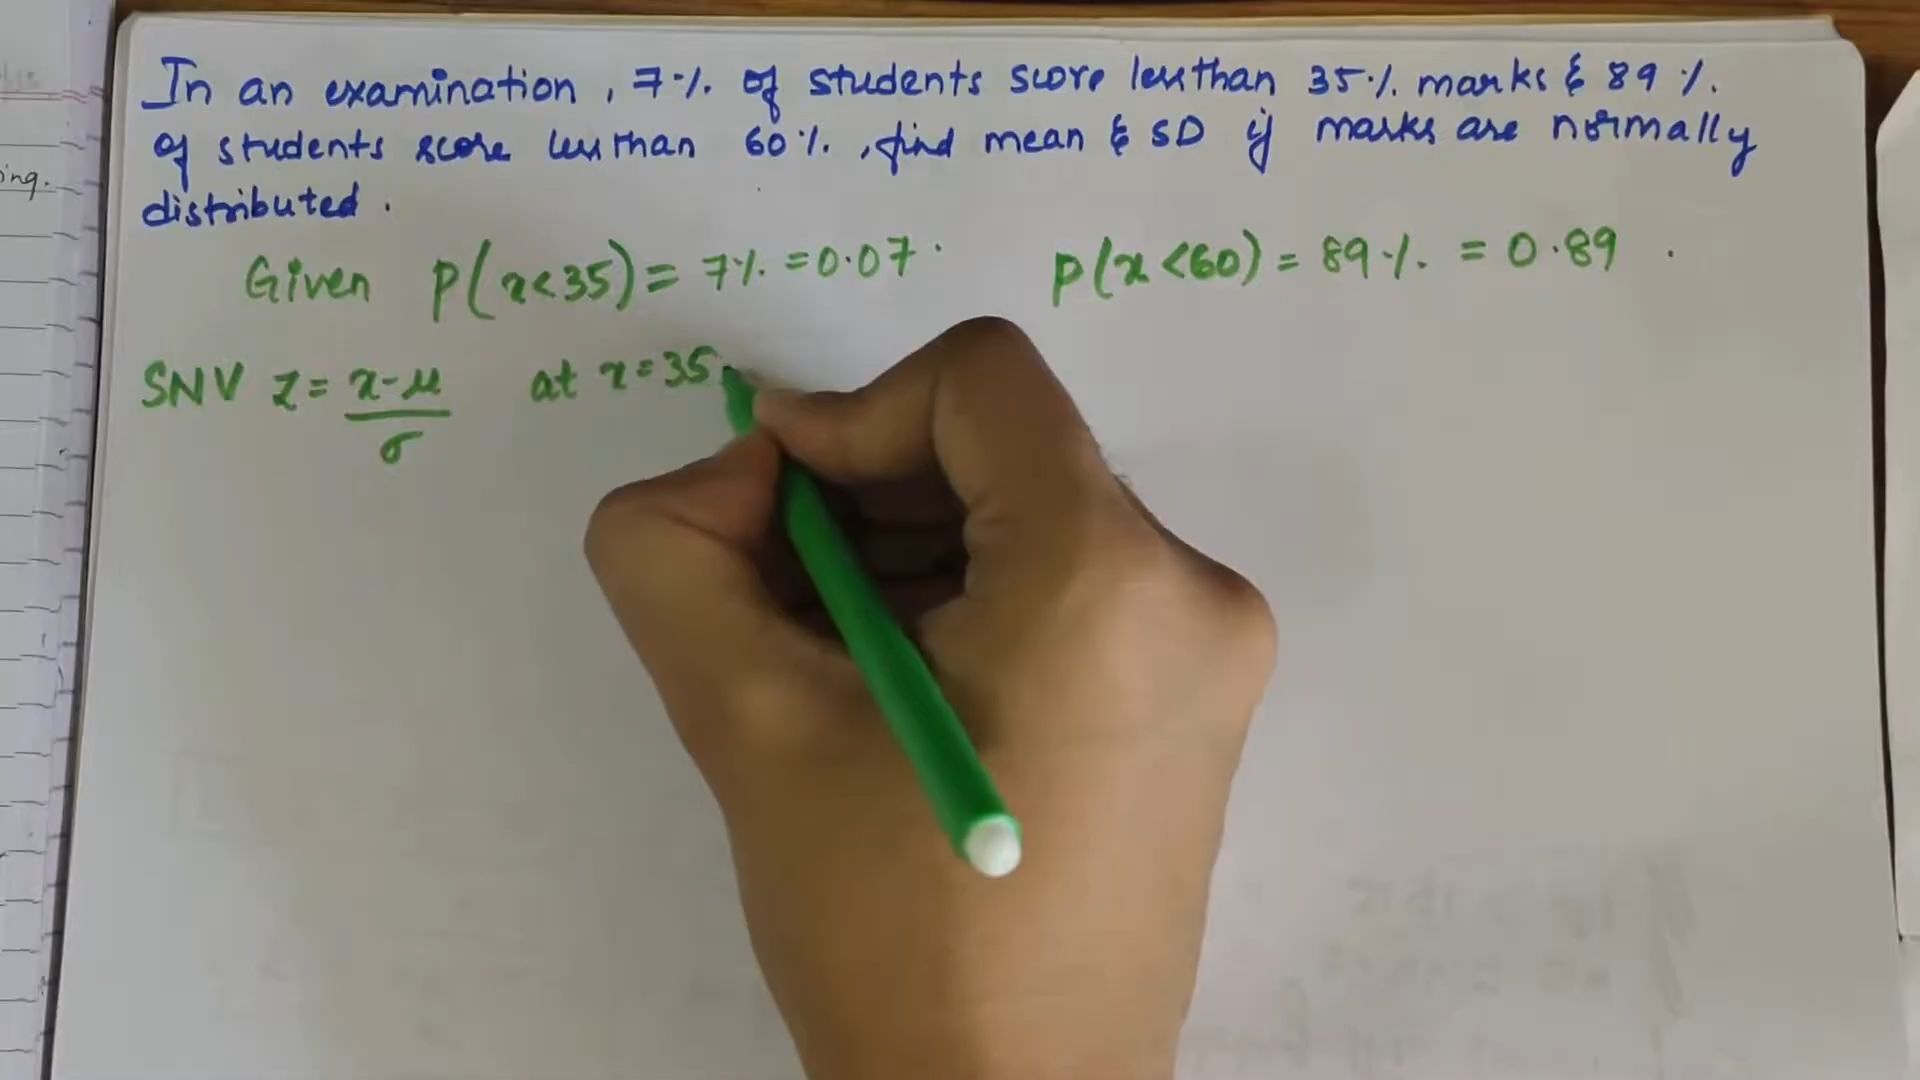 In an examination, 7%. of students score less than 35%. marks & 89 %.
of students score less than 60%. , find mean & SD if marks are normally
distributed.
Given P(x<35) = 7%. = 0.07. P(x<60) = 89%. = 0.89.
SNV Z = x-μ / σ at x = 35
ing.